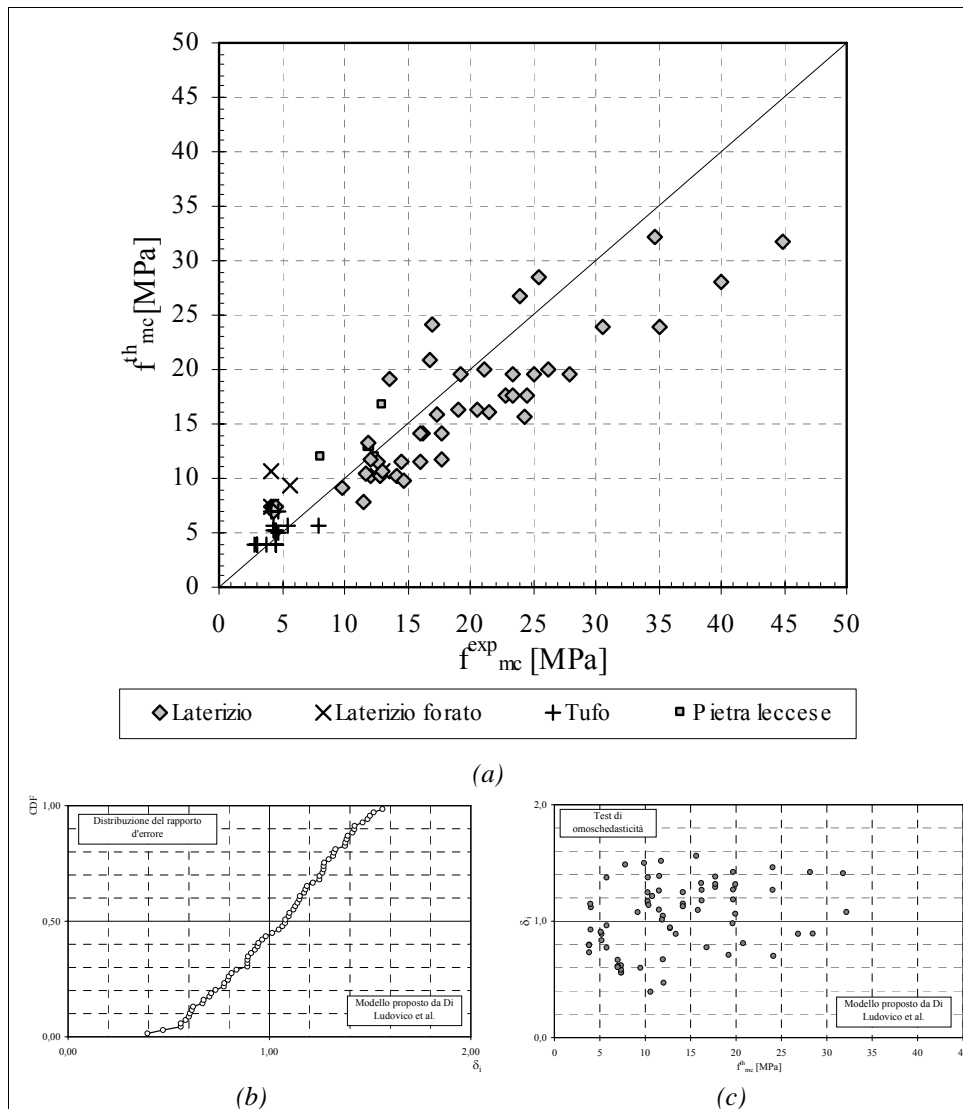 50
45
40
35
30
25
20
15
10
5
0
f^th_mc [MPa]
0 5 10 15 20 25 30 35 40 45 50
f^exp_mc [MPa]
Laterizio Laterizio forato Tufo Pietra leccese
(a)
CDF
1,00
0,50
0,00
Distribuzione del rapporto
d'errore
Modello proposto da Di
Ludovico et al.
0,00 1,00 2,00
δi
(b)
2,0
1,0
0,0
δi
Test di
omoschedasticità
Modello proposto da Di
Ludovico et al.
0 5 10 15 20 25 30 35 40 45
f^th_mc [MPa]
(c)